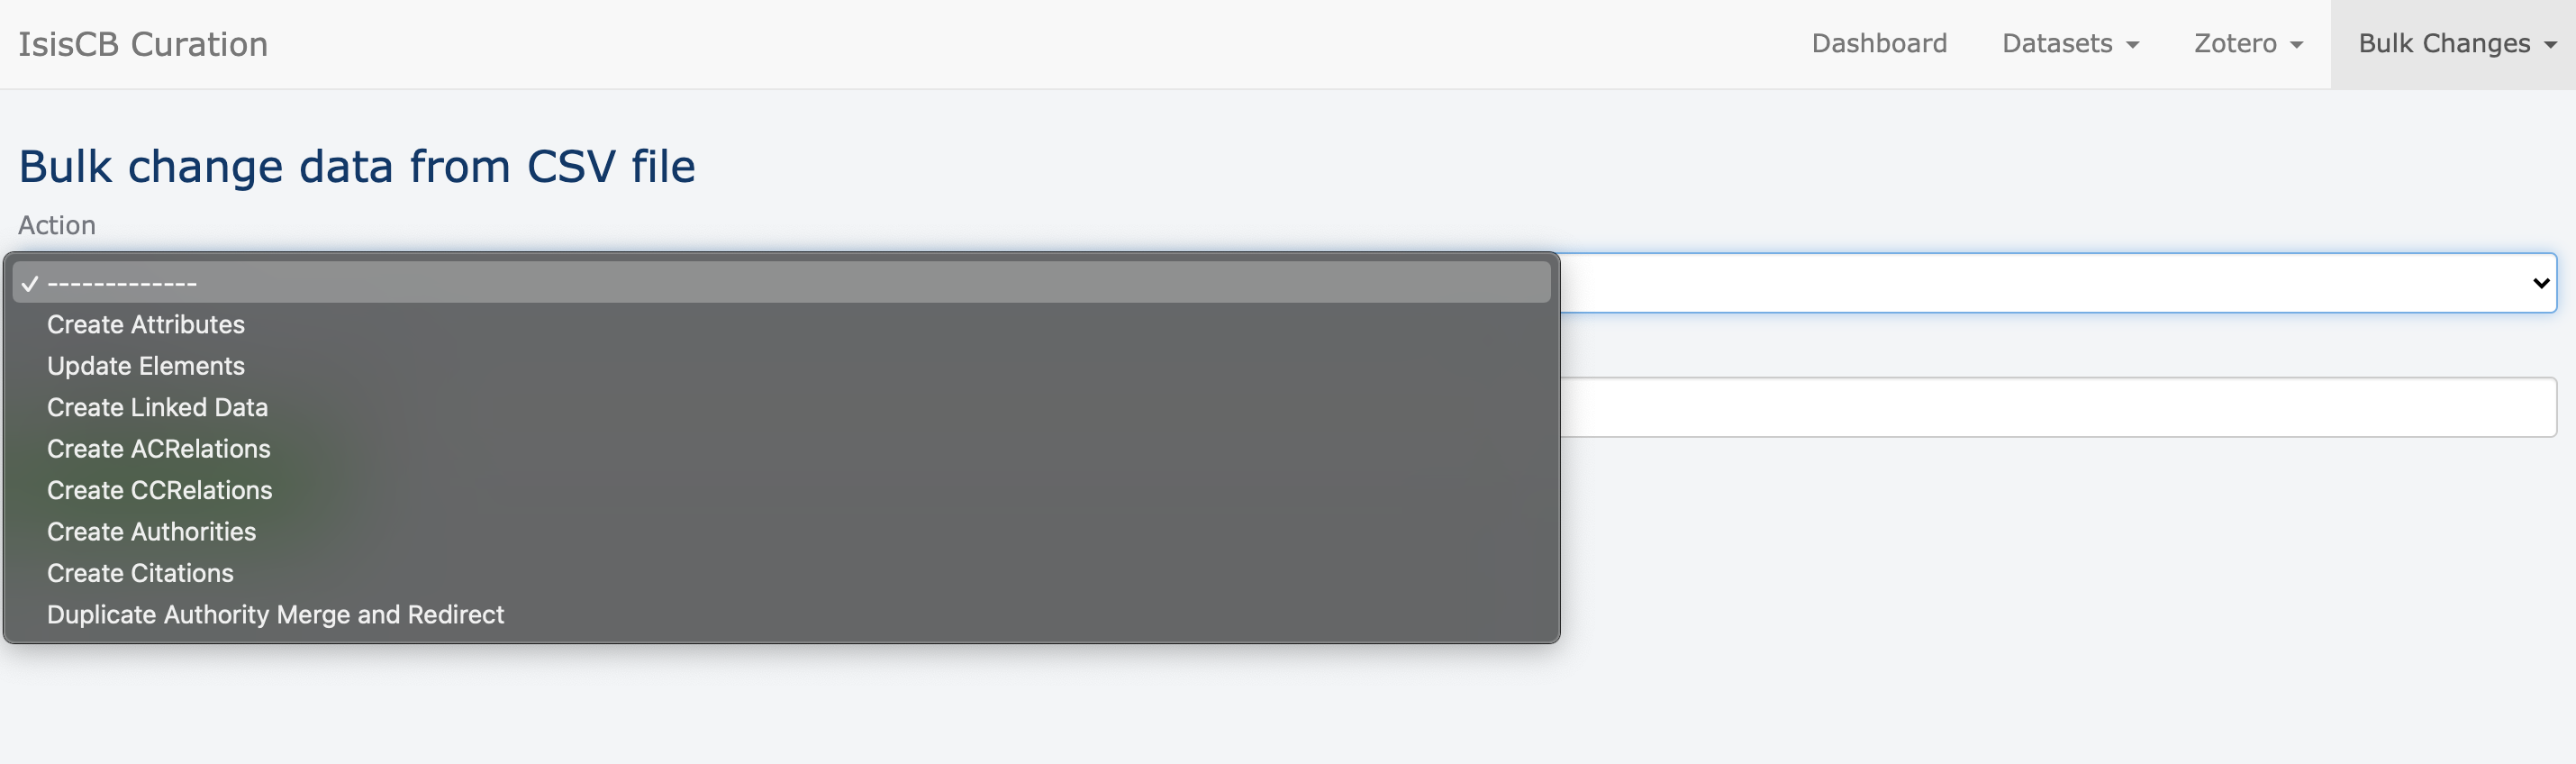 IsisCB Curation
Dashboard Datasets Zotero Bulk Changes
Bulk change data from CSV file
Action
✓ -------------
Create Attributes
Update Elements
Create Linked Data
Create ACRelations
Create CCRelations
Create Authorities
Create Citations
Duplicate Authority Merge and Redirect